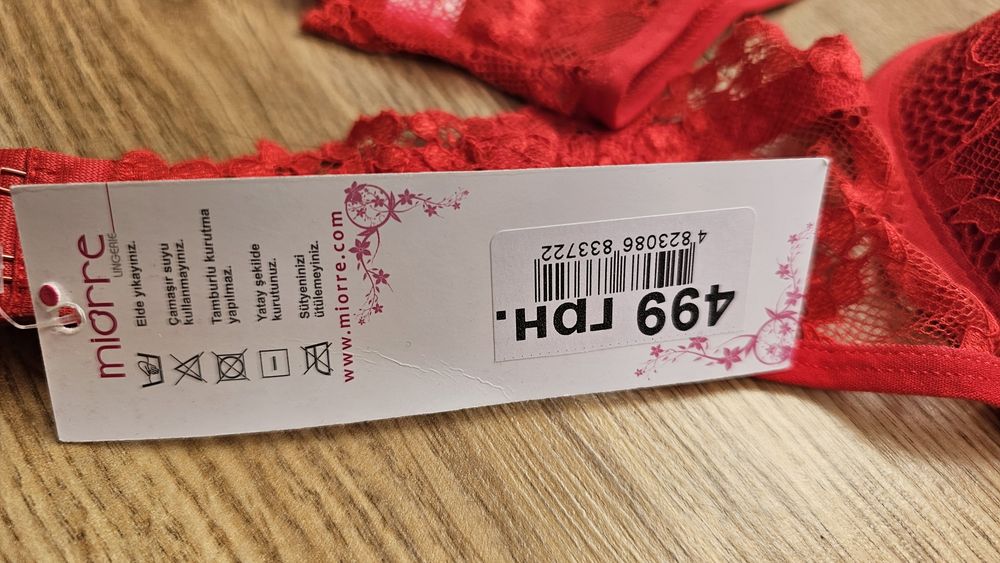 miorre
LINGERIE
Elde yıkayınız.
Çamaşır suyu
kullanmayınız.
Tamburlu kurutma
yapılmaz.
Yatay şekilde
kurutunuz.
Sütyeninizi
ütülemeyiniz.
www.miorre.com
499 грн.
4 823086 833722